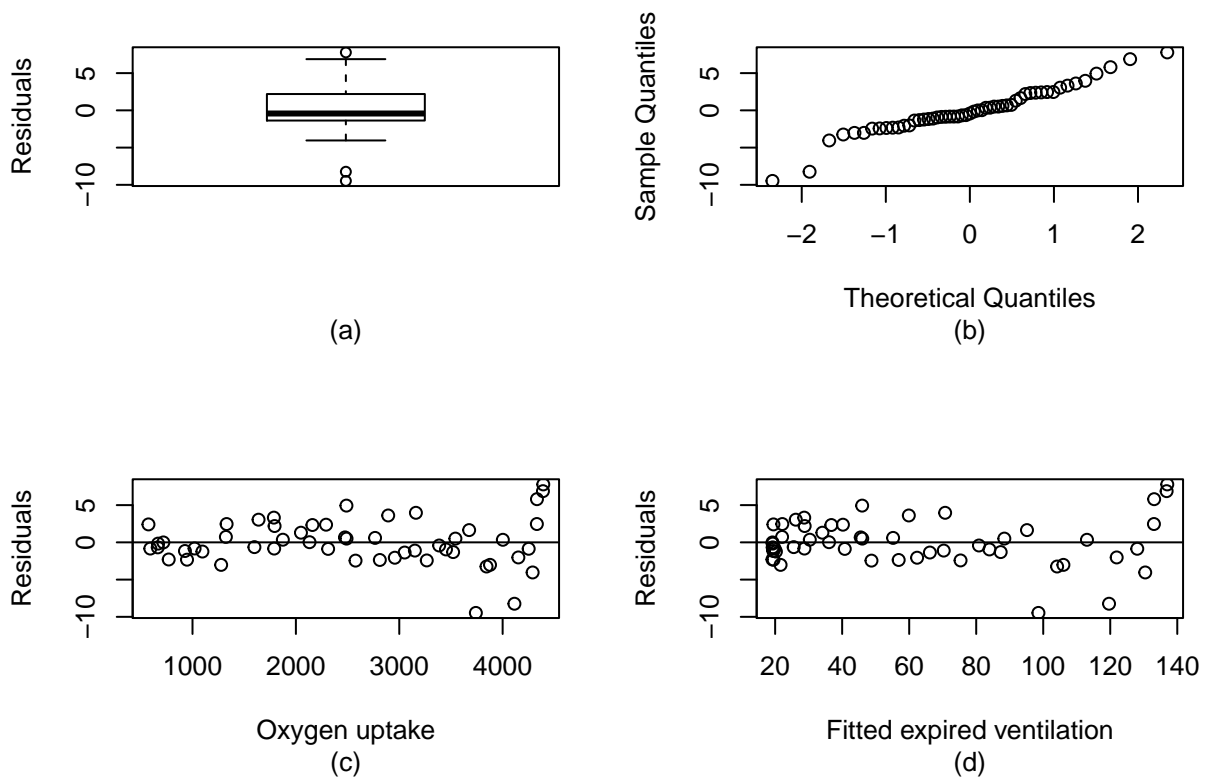 Residuals
5
0
−10
(a)
Sample Quantiles
5
0
−10
−2 −1 0 1 2
Theoretical Quantiles
(b)
Residuals
5
0
−10
1000 2000 3000 4000
Oxygen uptake
(c)
Residuals
5
0
−10
20 40 60 80 100 120 140
Fitted expired ventilation
(d)